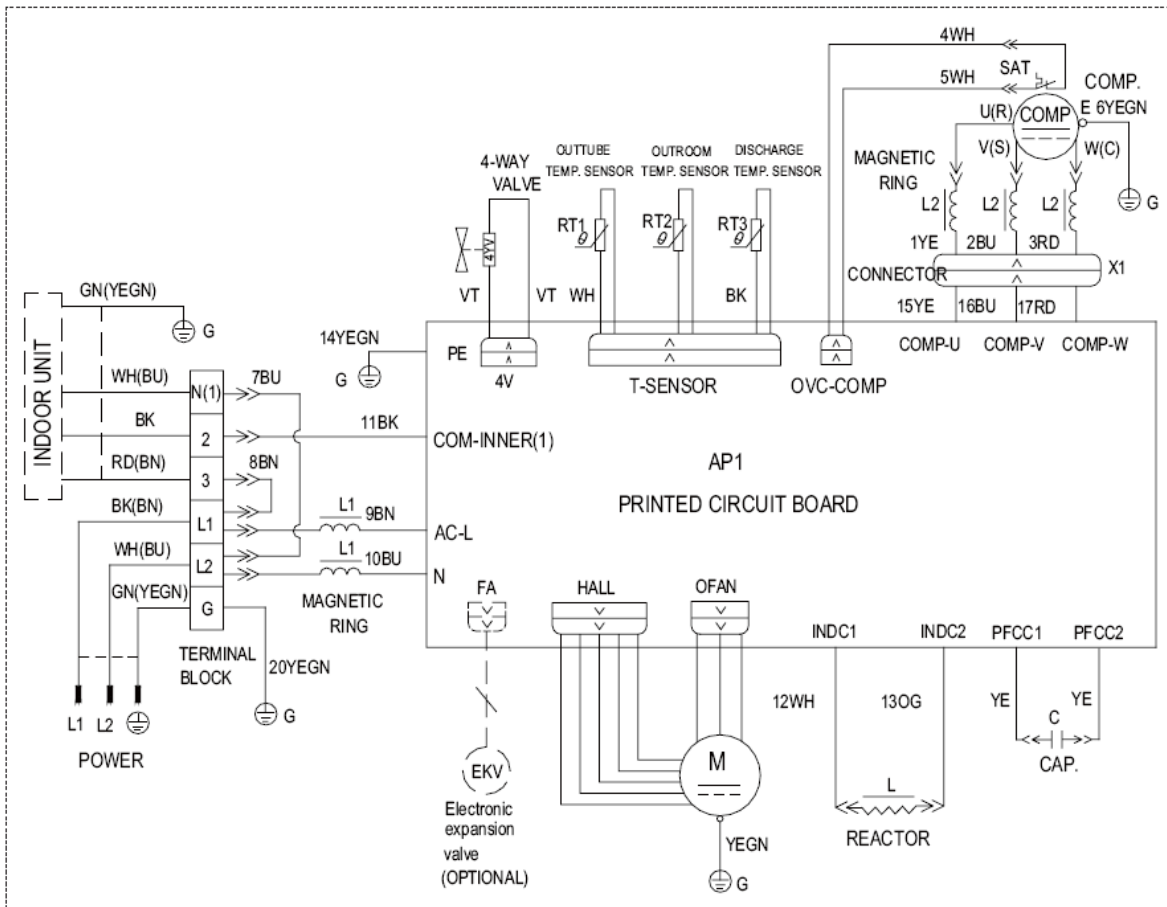 4WH
5WH
SAT
COMP.
U(R)
COMP
E 6YEGN
V(S)
W(C)
MAGNETIC
RING
L2
L2
L2
G
1YE
2BU
3RD
CONNECTOR
X1
15YE
16BU
17RD
4-WAY
VALVE
4YV
VT
VT
OUTTUBE
TEMP. SENSOR
OUTROOM
TEMP. SENSOR
DISCHARGE
TEMP. SENSOR
RT1
θ
RT2
θ
RT3
θ
WH
BK
INDOOR UNIT
GN(YEGN)
G
14YEGN
G
PE
4V
T-SENSOR
OVC-COMP
COMP-U
COMP-V
COMP-W
WH(BU)
N(1)
7BU
BK
2
11BK
COM-INNER(1)
RD(BN)
3
8BN
BK(BN)
L1
L1
9BN
AC-L
WH(BU)
L2
L1
10BU
N
GN(YEGN)
G
MAGNETIC
RING
TERMINAL
BLOCK
20YEGN
G
L1
L2
POWER
AP1
PRINTED CIRCUIT BOARD
FA
HALL
OFAN
INDC1
INDC2
PFCC1
PFCC2
EKV
Electronic
expansion
valve
(OPTIONAL)
M
YEGN
G
12WH
13OG
L
REACTOR
YE
YE
C
CAP.